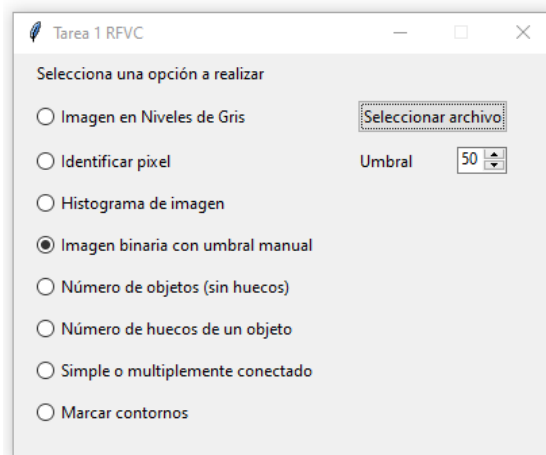 Tarea 1 RFVC
Selecciona una opción a realizar
Imagen en Niveles de Gris
Seleccionar archivo
Identificar pixel
Umbral
50
Histograma de imagen
Imagen binaria con umbral manual
Número de objetos (sin huecos)
Número de huecos de un objeto
Simple o multiplemente conectado
Marcar contornos